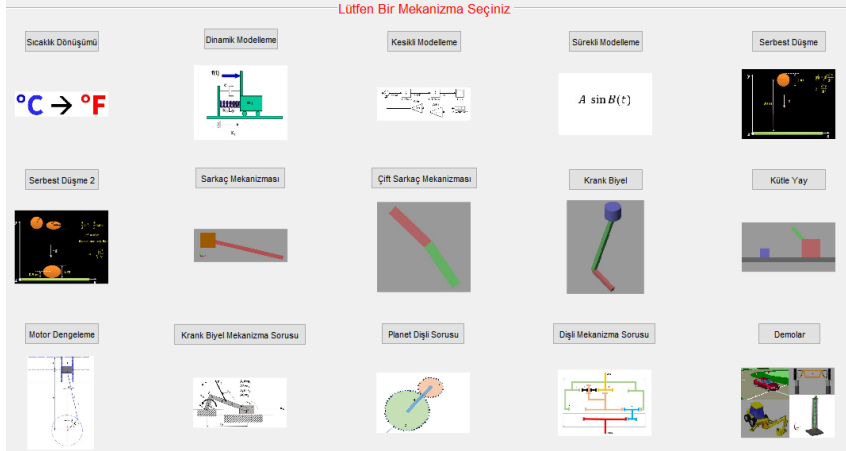 Lütfen Bir Mekanizma Seçiniz
Sıcaklık Dönüşümü
Dinamik Modelleme
Kesikli Modelleme
Sürekli Modelleme
Serbest Düşme
°C → °F
f(t)
A sin B(t)
Serbest Düşme 2
Sarkaç Mekanizması
Çift Sarkaç Mekanizması
Krank Biyel
Kütle Yay
Motor Dengeleme
Krank Biyel Mekanizma Sorusu
Planet Dişli Sorusu
Dişli Mekanizma Sorusu
Demolar